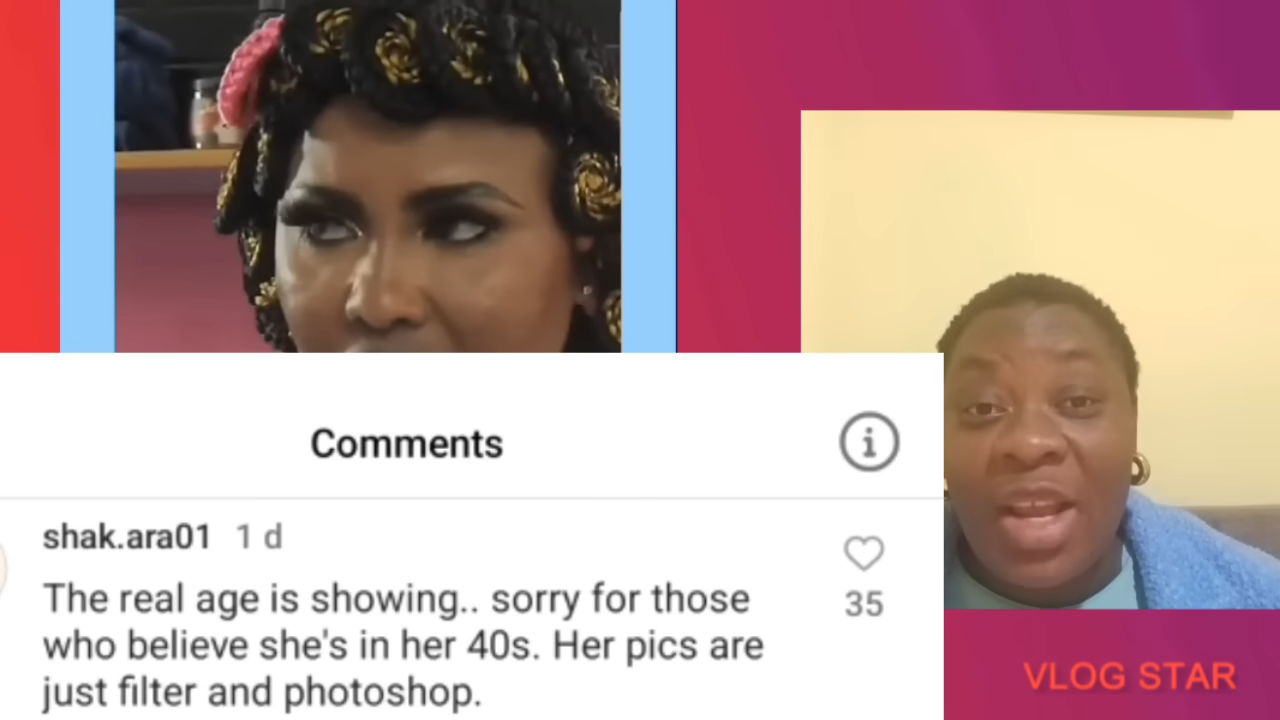 Comments
shak.ara01 1 d
The real age is showing.. sorry for those
who believe she's in her 40s. Her pics are
just filter and photoshop.
35
VLOG STAR